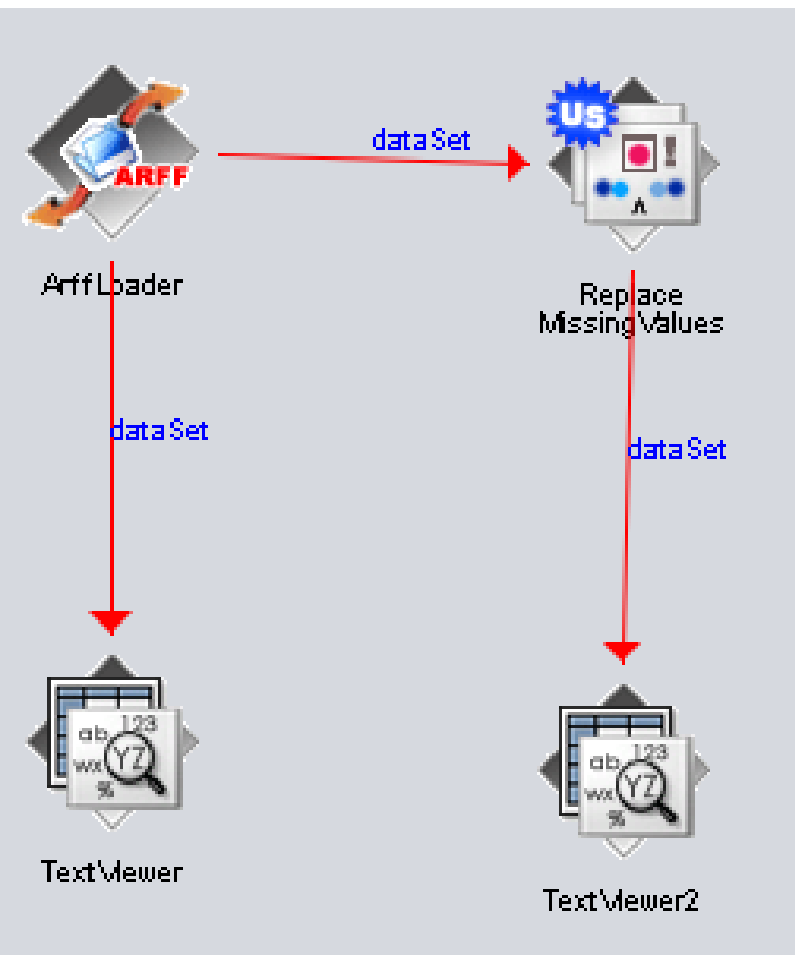 dataSet
US
ARFF
ArffLoader
Replace
MissingValues
dataSet
dataSet
ab 123
wx YZ
%
ab 123
wx YZ
%
TextViewer
TextViewer2